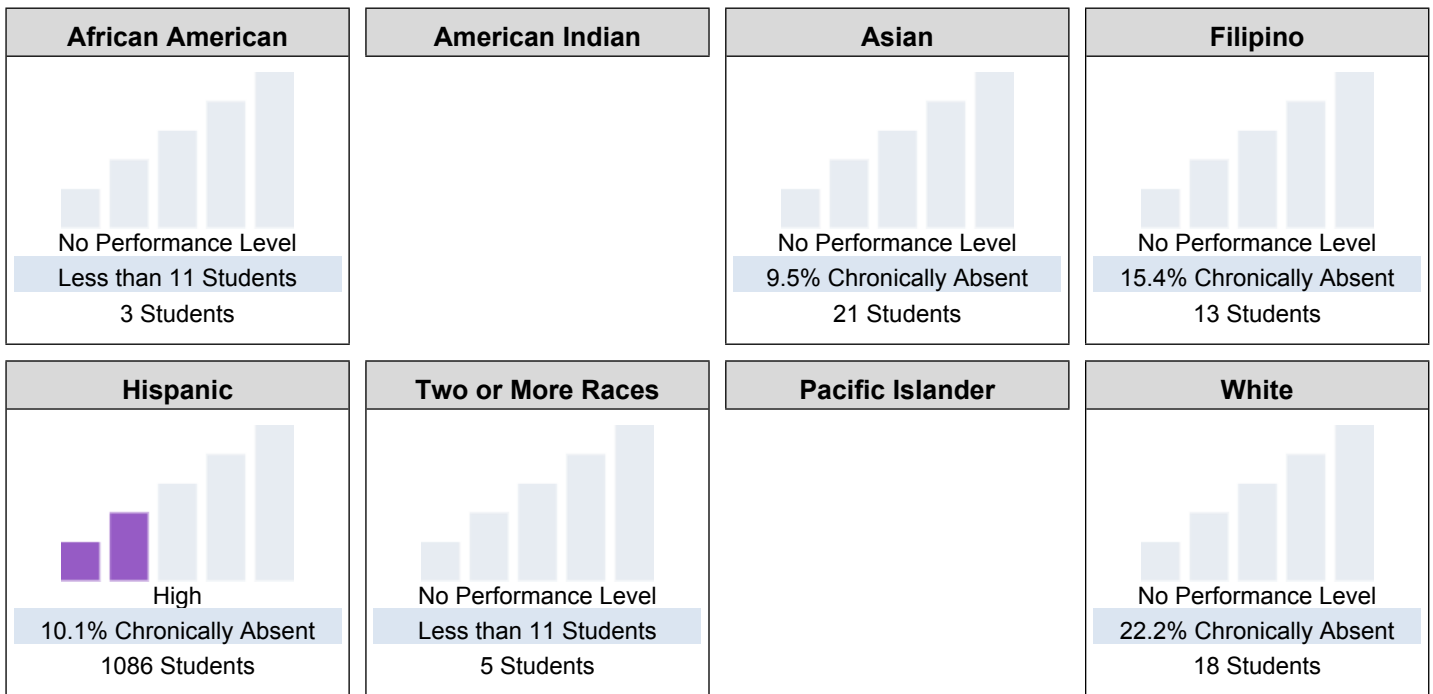 African American
American Indian
Asian
Filipino
No Performance Level
Less than 11 Students
3 Students
No Performance Level
9.5% Chronically Absent
21 Students
No Performance Level
15.4% Chronically Absent
13 Students
Hispanic
Two or More Races
Pacific Islander
White
High
10.1% Chronically Absent
1086 Students
No Performance Level
Less than 11 Students
5 Students
No Performance Level
22.2% Chronically Absent
18 Students